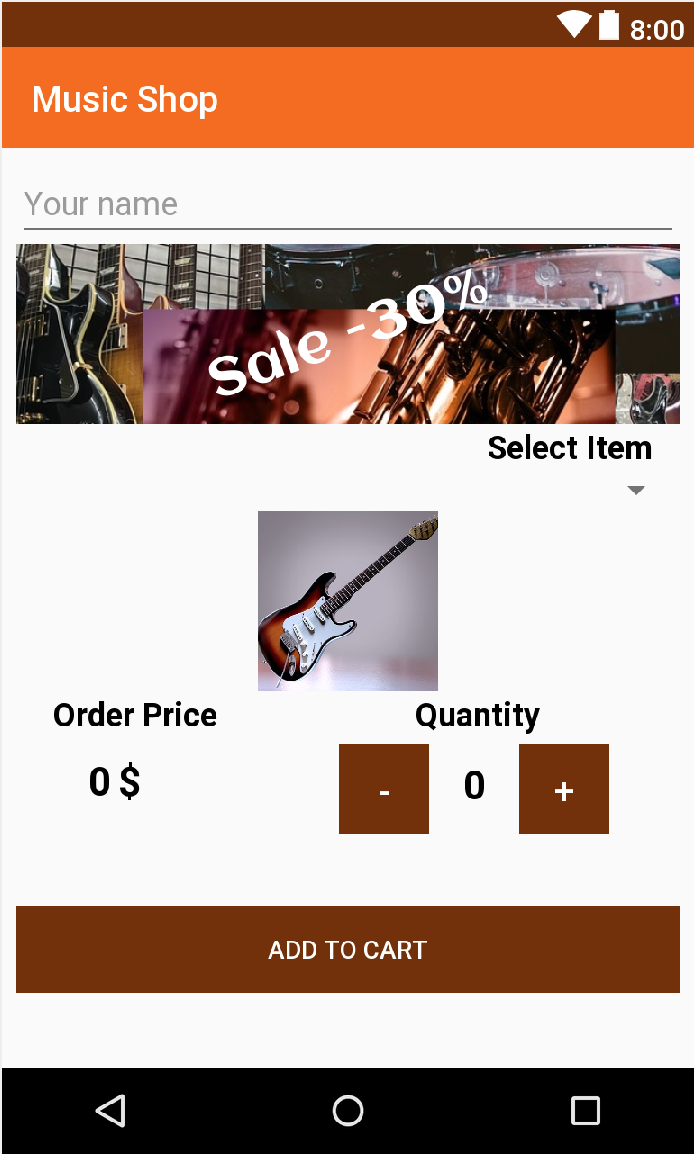 8:00
Music Shop
Your name
Sale -30%
Select Item
Order Price
Quantity
0 $
-
0
+
ADD TO CART